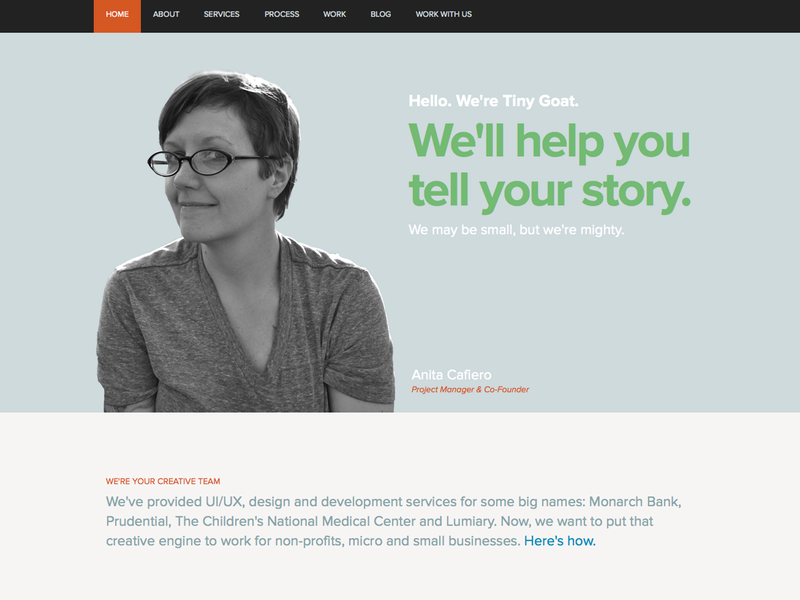 HOME ABOUT SERVICES PROCESS WORK BLOG WORK WITH US
Hello. We're Tiny Goat.
We'll help you
tell your story.
We may be small, but we're mighty.
Anita Cafiero
Project Manager & Co-Founder
WE'RE YOUR CREATIVE TEAM
We've provided UI/UX, design and development services for some big names: Monarch Bank,
Prudential, The Children's National Medical Center and Lumiary. Now, we want to put that
creative engine to work for non-profits, micro and small businesses. Here's how.